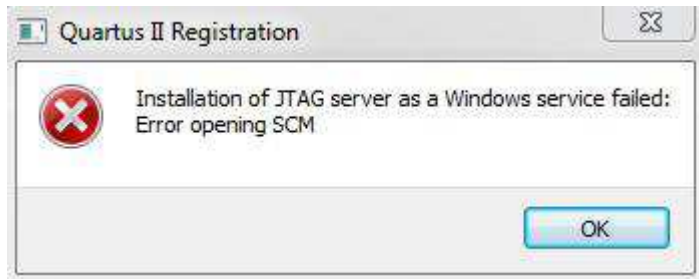 Quartus II Registration
Installation of JTAG server as a Windows service failed:
Error opening SCM
OK